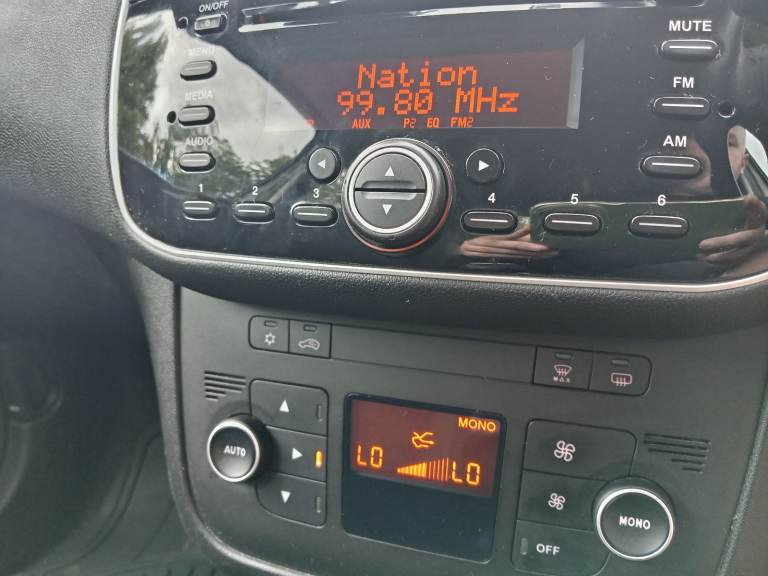 ON/OFF
MENU
MEDIA
AUDIO
MUTE
FM
AM
Nation
99.80 MHz
AUX P2 EQ FM2
1 2 3 4 5 6
MAX
AUTO
MONO
LO LO
MONO
OFF